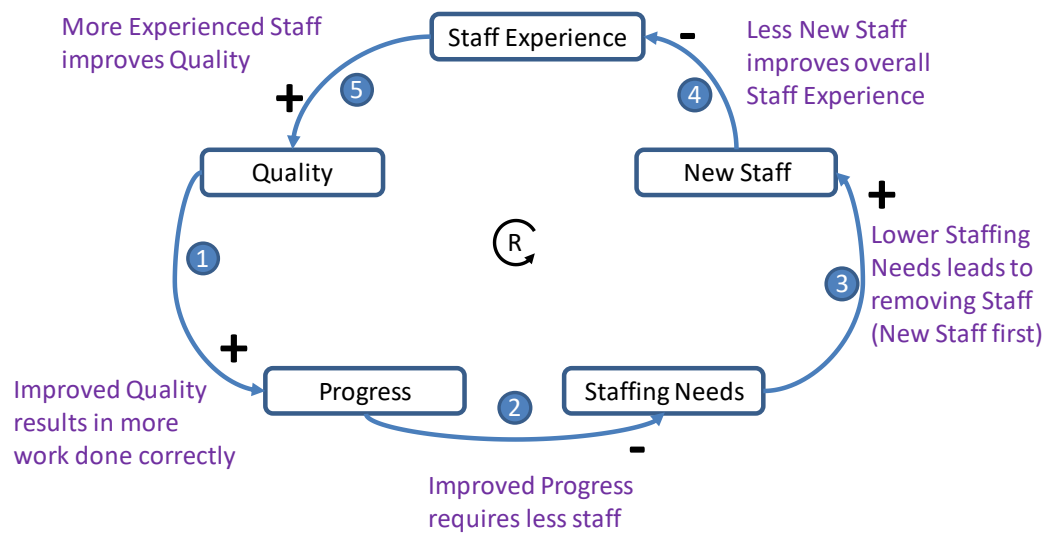 More Experienced Staff
improves Quality
+
5
Staff Experience
-
4
Less New Staff
improves overall
Staff Experience
Quality
New Staff
+
1
R
3
Lower Staffing
Needs leads to
removing Staff
(New Staff first)
+
Improved Quality
results in more
work done correctly
Progress
2
Staffing Needs
-
Improved Progress
requires less staff